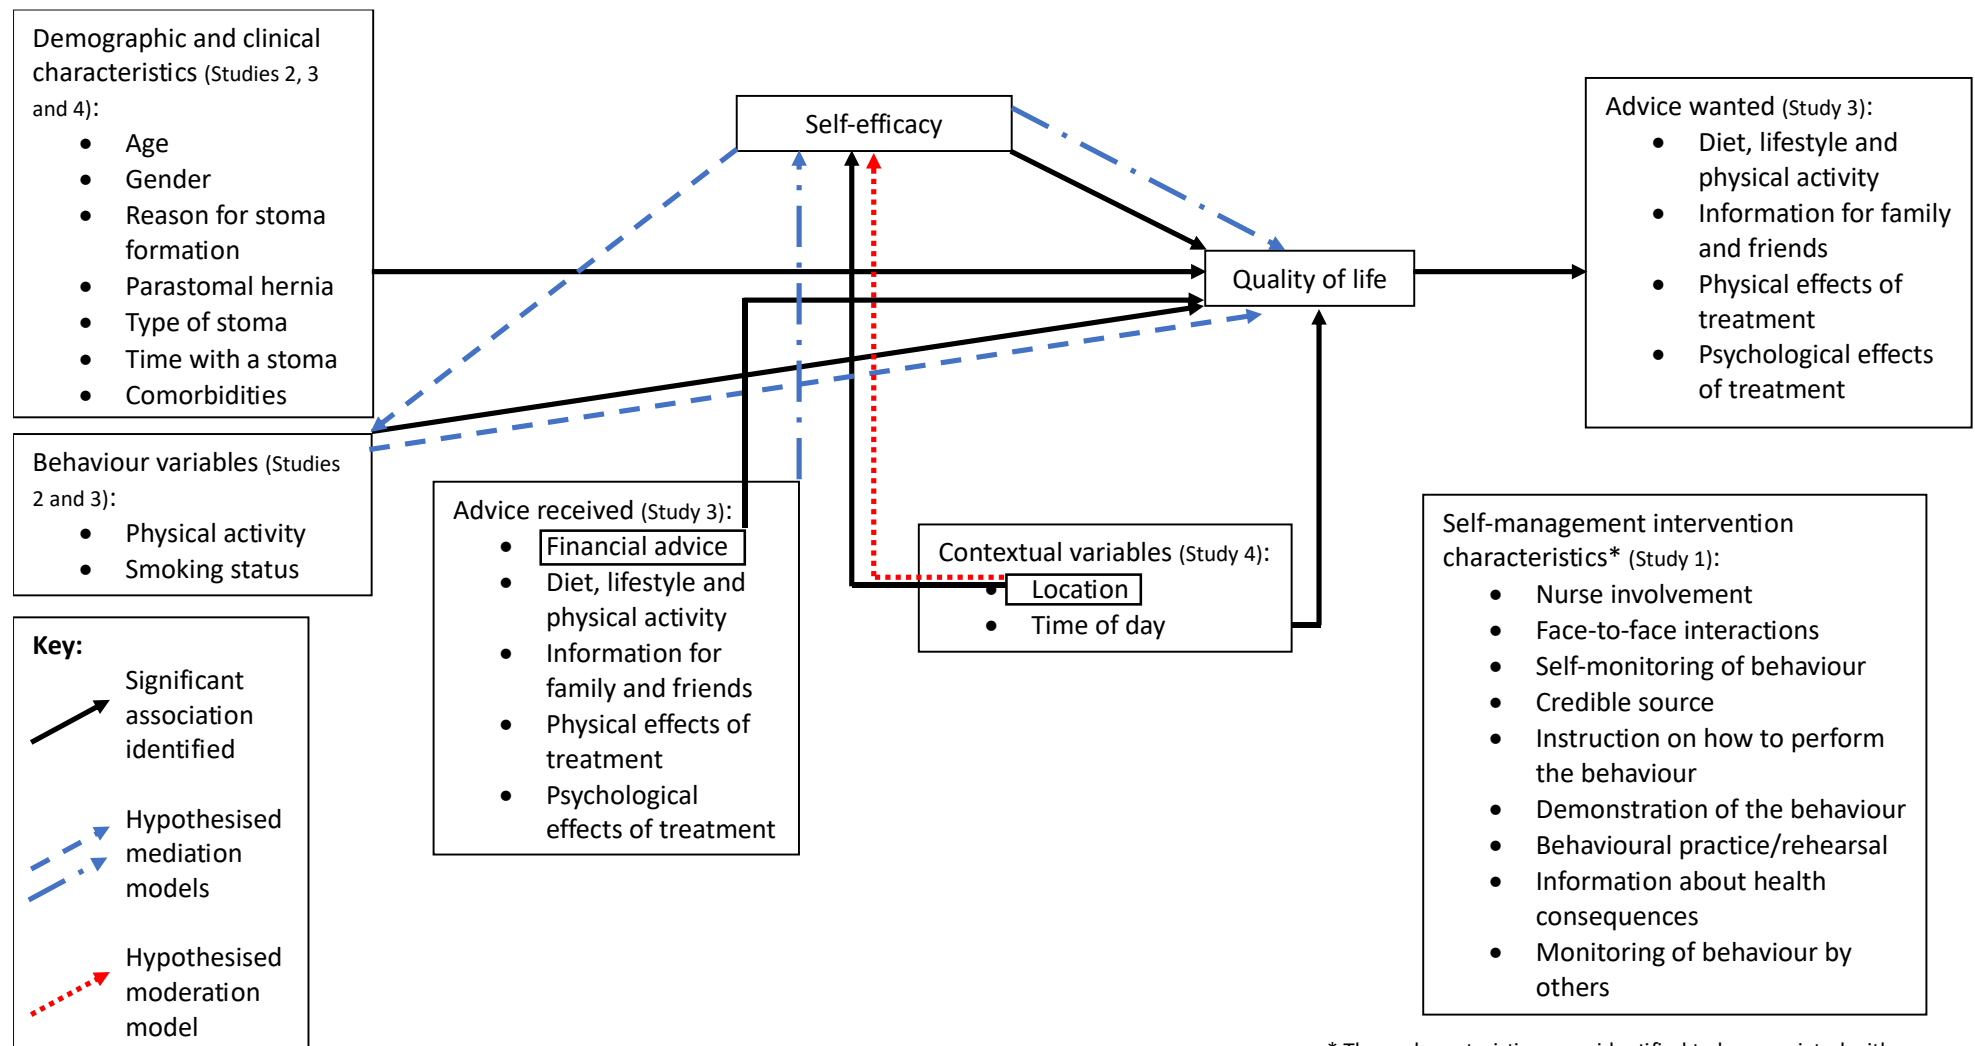 Demographic and clinical
characteristics (Studies 2, 3
and 4):
• Age
• Gender
• Reason for stoma
formation
• Parastomal hernia
• Type of stoma
• Time with a stoma
• Comorbidities
Behaviour variables (Studies
2 and 3):
• Physical activity
• Smoking status
Key:
Significant
association
identified
Hypothesised
mediation
models
Hypothesised
moderation
model
Self-efficacy
Quality of life
Advice received (Study 3):
• Financial advice
• Diet, lifestyle and
physical activity
• Information for
family and friends
• Physical effects of
treatment
• Psychological
effects of treatment
Contextual variables (Study 4):
• Location
• Time of day
Advice wanted (Study 3):
• Diet, lifestyle and
physical activity
• Information for family
and friends
• Physical effects of
treatment
• Psychological effects
of treatment
Self-management intervention
characteristics* (Study 1):
• Nurse involvement
• Face-to-face interactions
• Self-monitoring of behaviour
• Credible source
• Instruction on how to perform
the behaviour
• Demonstration of the behaviour
• Behavioural practice/rehearsal
• Information about health
consequences
• Monitoring of behaviour by
others